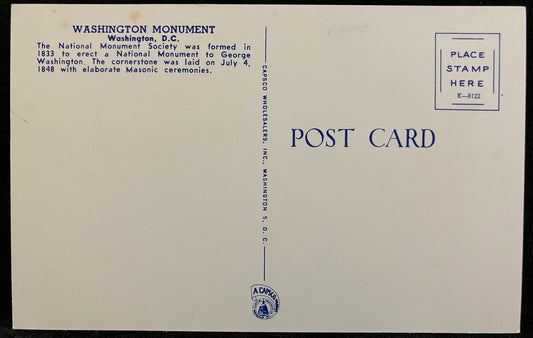 WASHINGTON MONUMENT
Washington, D.C.
The National Monument Society was formed in
1833 to erect a National Monument to George
Washington. The cornerstone was laid on July 4,
1848 with elaborate Masonic ceremonies.
CAPSCO WHOLESALERS, INC., WASHINGTON 5, D. C.
PLACE
STAMP
HERE
K—8122
POST CARD
A CAPSCO